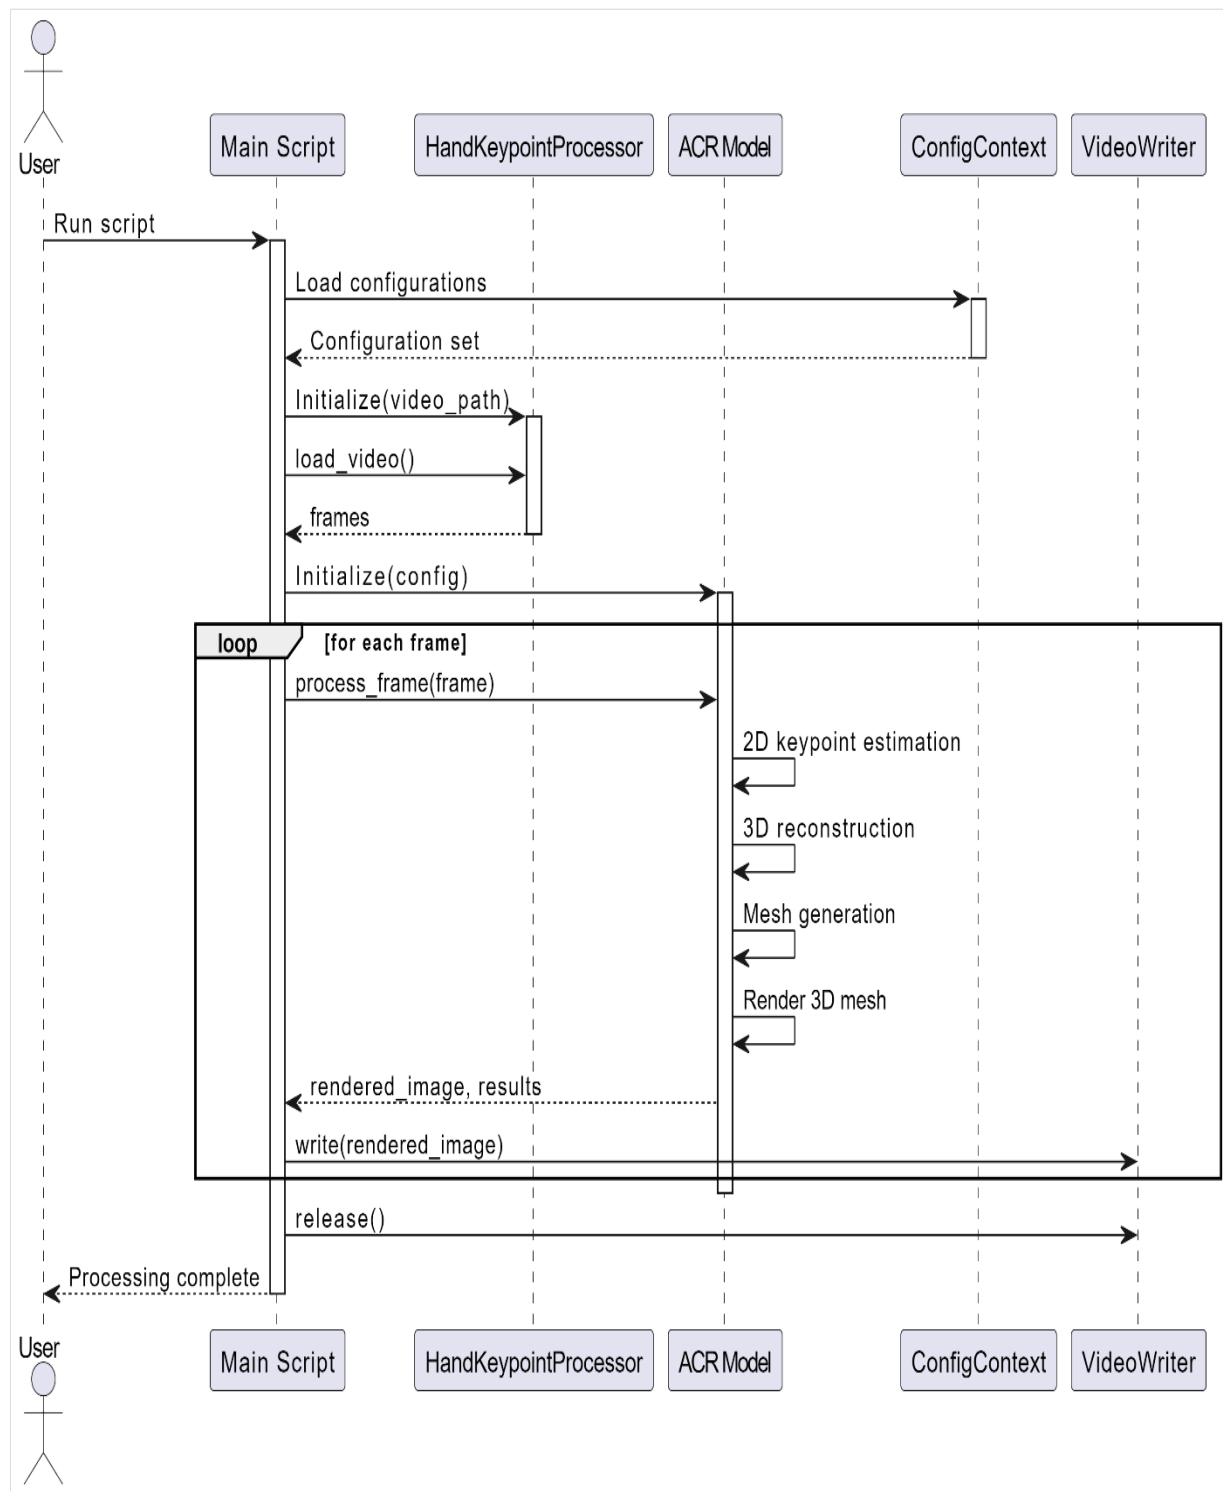 User
Main Script
HandKeypointProcessor
ACR Model
ConfigContext
VideoWriter
Run script
Load configurations
Configuration set
Initialize(video_path)
load_video()
frames
Initialize(config)
loop
[for each frame]
process_frame(frame)
2D keypoint estimation
3D reconstruction
Mesh generation
Render 3D mesh
rendered_image, results
write(rendered_image)
release()
Processing complete
User
Main Script
HandKeypointProcessor
ACR Model
ConfigContext
VideoWriter